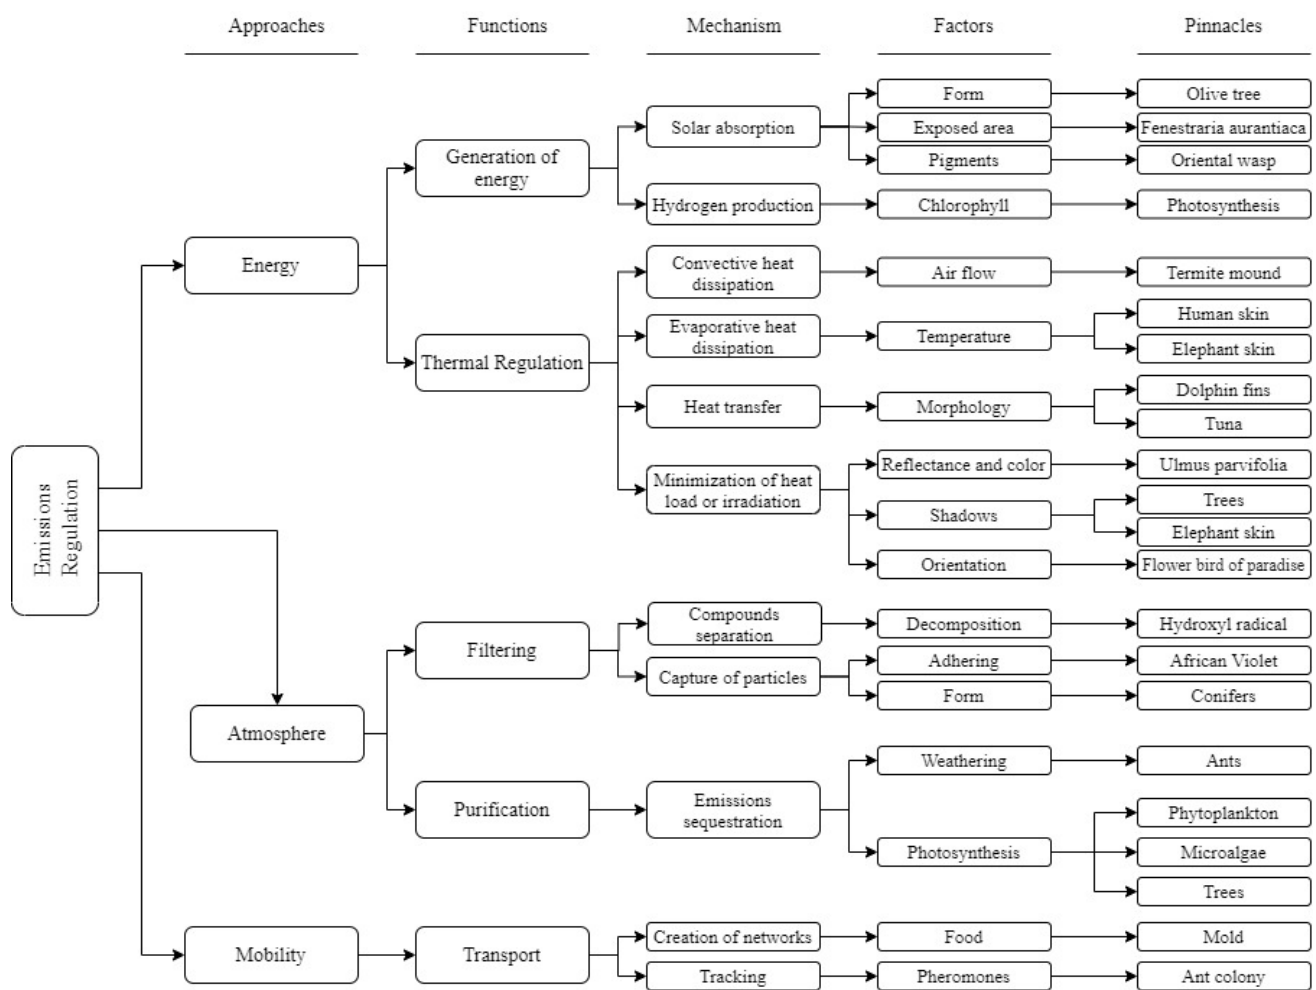 Approaches
Functions
Mechanism
Factors
Pinnacles
Emissions
Regulation
Energy
Generation of
energy
Solar absorption
Form
Olive tree
Exposed area
Fenestraria aurantiaca
Pigments
Oriental wasp
Hydrogen production
Chlorophyll
Photosynthesis
Thermal Regulation
Convective heat
dissipation
Air flow
Termite mound
Evaporative heat
dissipation
Temperature
Human skin
Elephant skin
Heat transfer
Morphology
Dolphin fins
Tuna
Minimization of heat
load or irradiation
Reflectance and color
Ulmus parvifolia
Shadows
Trees
Elephant skin
Orientation
Flower bird of paradise
Atmosphere
Filtering
Compounds
separation
Decomposition
Hydroxyl radical
Capture of particles
Adhering
African Violet
Form
Conifers
Purification
Emissions
sequestration
Weathering
Ants
Photosynthesis
Phytoplankton
Microalgae
Trees
Mobility
Transport
Creation of networks
Food
Mold
Tracking
Pheromones
Ant colony